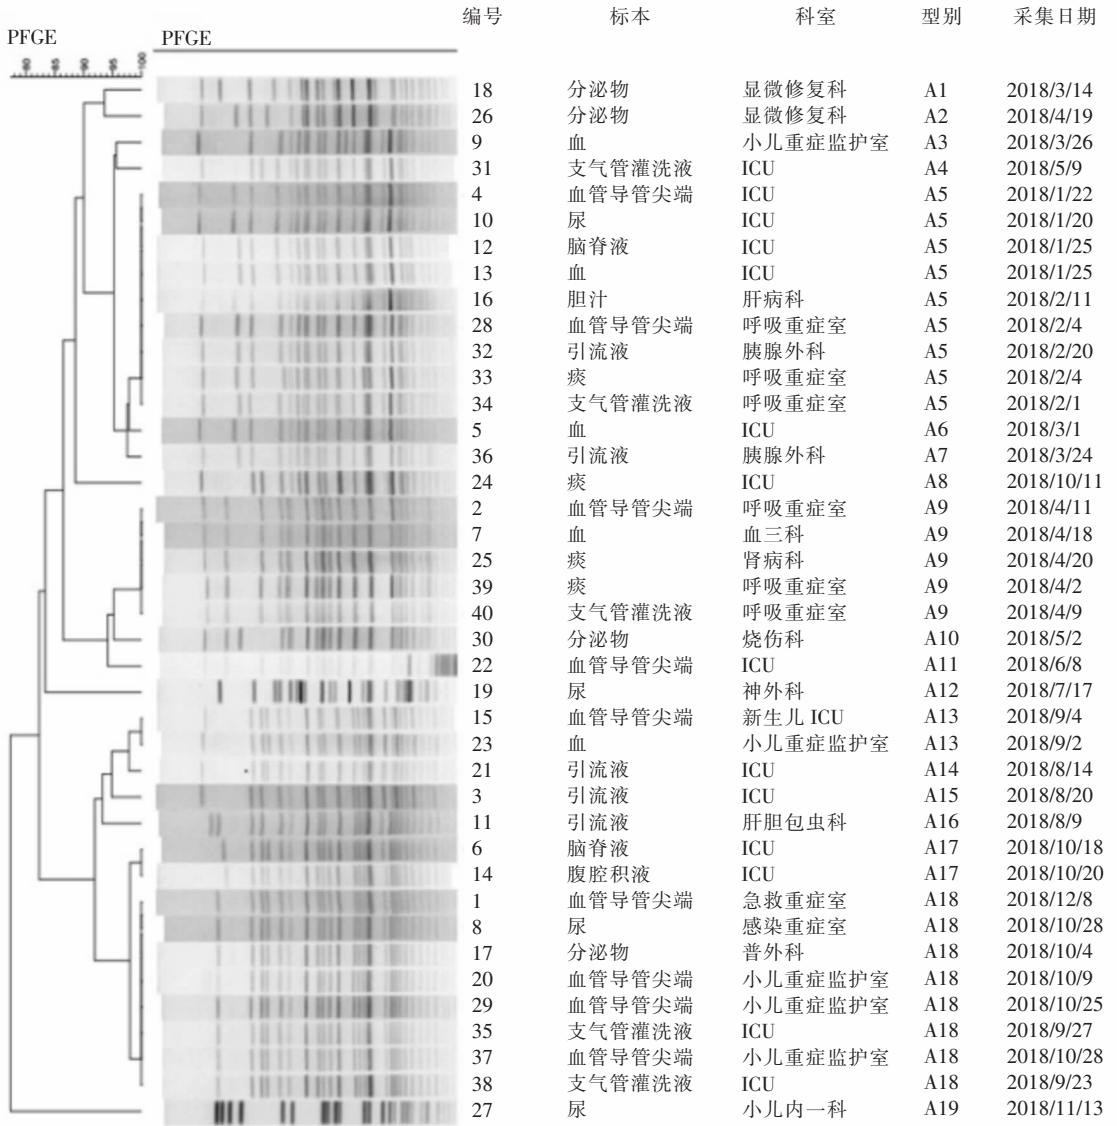 编号 标本 科室 型别 采集日期
PFGE PFGE
80 85 90 95 100
18 分泌物 显微修复科 A1 2018/3/14
26 分泌物 显微修复科 A2 2018/4/19
9 血 小儿重症监护室 A3 2018/3/26
31 支气管灌洗液 ICU A4 2018/5/9
4 血管导管尖端 ICU A5 2018/1/22
10 尿 ICU A5 2018/1/20
12 脑脊液 ICU A5 2018/1/25
13 血 ICU A5 2018/1/25
16 胆汁 肝病科 A5 2018/2/11
28 血管导管尖端 呼吸重症室 A5 2018/2/4
32 引流液 胰腺外科 A5 2018/2/20
33 痰 呼吸重症室 A5 2018/2/4
34 支气管灌洗液 呼吸重症室 A5 2018/2/1
5 血 ICU A6 2018/3/1
36 引流液 胰腺外科 A7 2018/3/24
24 痰 ICU A8 2018/10/11
2 血管导管尖端 呼吸重症室 A9 2018/4/11
7 血 血三科 A9 2018/4/18
25 痰 肾病科 A9 2018/4/20
39 痰 呼吸重症室 A9 2018/4/2
40 支气管灌洗液 呼吸重症室 A9 2018/4/9
30 分泌物 烧伤科 A10 2018/5/2
22 血管导管尖端 ICU A11 2018/6/8
19 尿 神外科 A12 2018/7/17
15 血管导管尖端 新生儿 ICU A13 2018/9/4
23 血 小儿重症监护室 A13 2018/9/2
21 引流液 ICU A14 2018/8/14
3 引流液 ICU A15 2018/8/20
11 引流液 肝胆包虫科 A16 2018/8/9
6 脑脊液 ICU A17 2018/10/18
14 腹腔积液 ICU A17 2018/10/20
1 血管导管尖端 急救重症室 A18 2018/12/8
8 尿 感染重症室 A18 2018/10/28
17 分泌物 普外科 A18 2018/10/4
20 血管导管尖端 小儿重症监护室 A18 2018/10/9
29 血管导管尖端 小儿重症监护室 A18 2018/10/25
35 支气管灌洗液 ICU A18 2018/9/27
37 血管导管尖端 小儿重症监护室 A18 2018/10/28
38 支气管灌洗液 ICU A18 2018/9/23
27 尿 小儿内一科 A19 2018/11/13